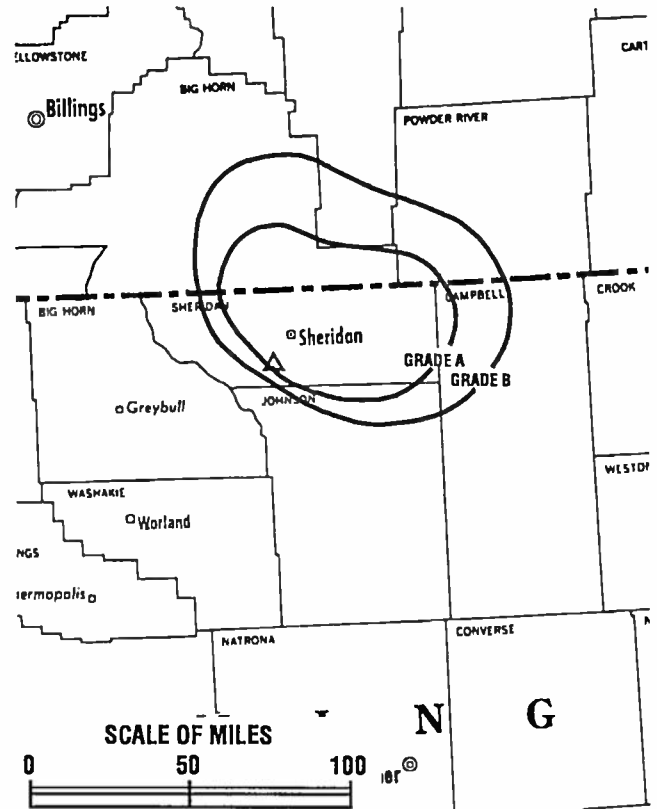 ELLOWSTONE
CART
BIG HORN
Billings
POWDER RIVER
BIG HORN
SHERIDAN
CAMPBELL
CROOK
Sheridan
GRADE A
GRADE B
JOHNSON
Greybull
WESTON
WASHAKIE
Worland
NGS
ermopolis
NATRONA
CONVERSE
N
N G
SCALE OF MILES
0 50 100
er